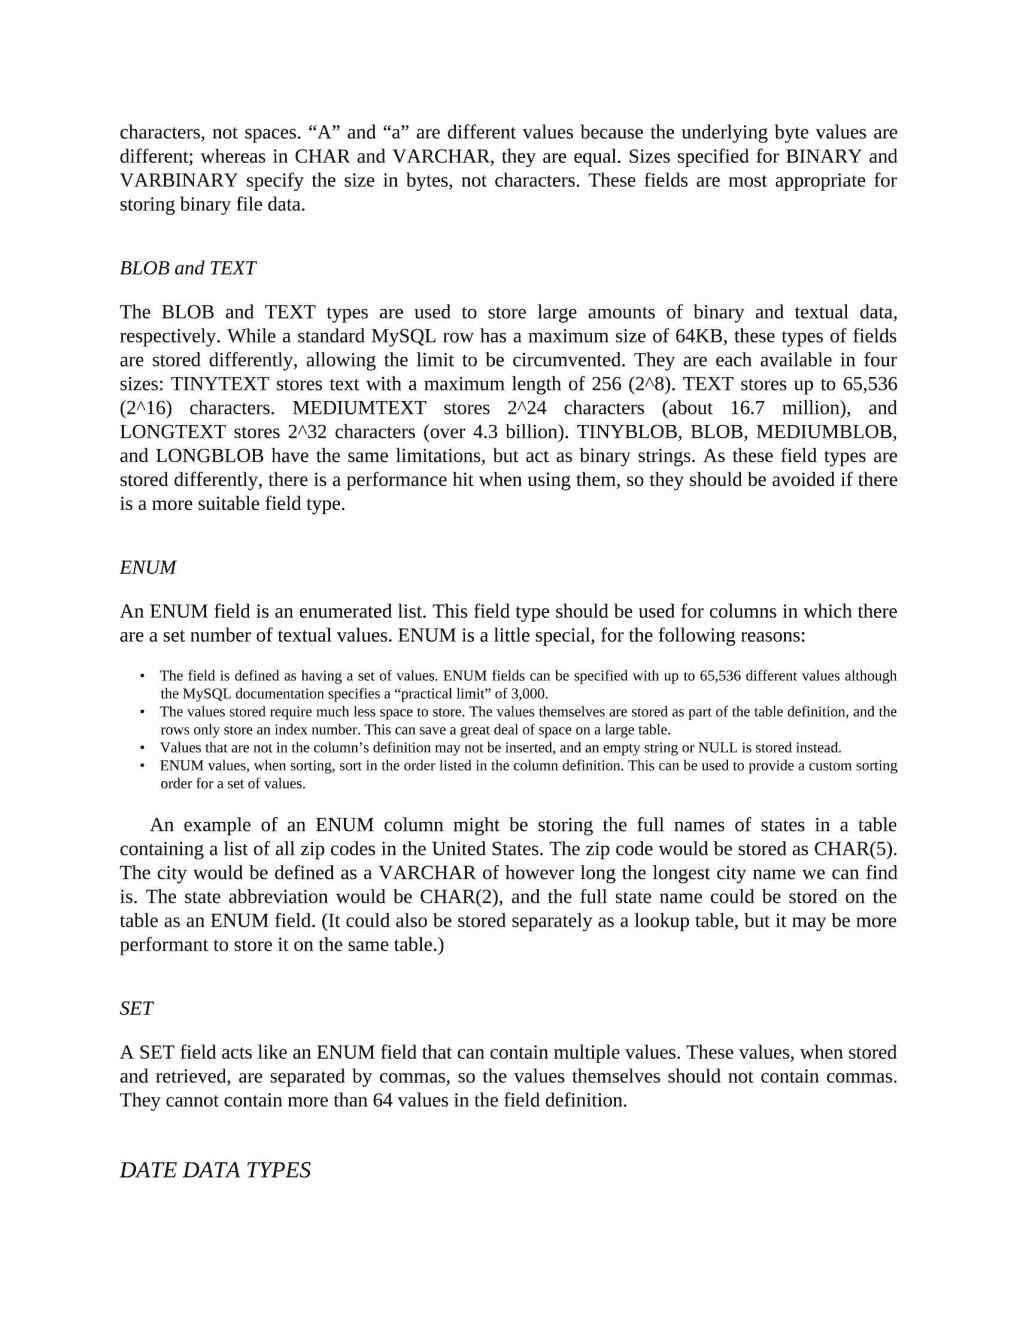 characters, not spaces. “A” and “a” are different values because the underlying byte values are
different; whereas in CHAR and VARCHAR, they are equal. Sizes specified for BINARY and
VARBINARY specify the size in bytes, not characters. These fields are most appropriate for
storing binary file data.
BLOB and TEXT
The BLOB and TEXT types are used to store large amounts of binary and textual data,
respectively. While a standard MySQL row has a maximum size of 64KB, these types of fields
are stored differently, allowing the limit to be circumvented. They are each available in four
sizes: TINYTEXT stores text with a maximum length of 256 (2^8). TEXT stores up to 65,536
(2^16) characters. MEDIUMTEXT stores 2^24 characters (about 16.7 million), and
LONGTEXT stores 2^32 characters (over 4.3 billion). TINYBLOB, BLOB, MEDIUMBLOB,
and LONGBLOB have the same limitations, but act as binary strings. As these field types are
stored differently, there is a performance hit when using them, so they should be avoided if there
is a more suitable field type.
ENUM
An ENUM field is an enumerated list. This field type should be used for columns in which there
are a set number of textual values. ENUM is a little special, for the following reasons:
• The field is defined as having a set of values. ENUM fields can be specified with up to 65,536 different values although
the MySQL documentation specifies a “practical limit” of 3,000.
• The values stored require much less space to store. The values themselves are stored as part of the table definition, and the
rows only store an index number. This can save a great deal of space on a large table.
• Values that are not in the column’s definition may not be inserted, and an empty string or NULL is stored instead.
• ENUM values, when sorting, sort in the order listed in the column definition. This can be used to provide a custom sorting
order for a set of values.
An example of an ENUM column might be storing the full names of states in a table
containing a list of all zip codes in the United States. The zip code would be stored as CHAR(5).
The city would be defined as a VARCHAR of however long the longest city name we can find
is. The state abbreviation would be CHAR(2), and the full state name could be stored on the
table as an ENUM field. (It could also be stored separately as a lookup table, but it may be more
performant to store it on the same table.)
SET
A SET field acts like an ENUM field that can contain multiple values. These values, when stored
and retrieved, are separated by commas, so the values themselves should not contain commas.
They cannot contain more than 64 values in the field definition.
DATE DATA TYPES